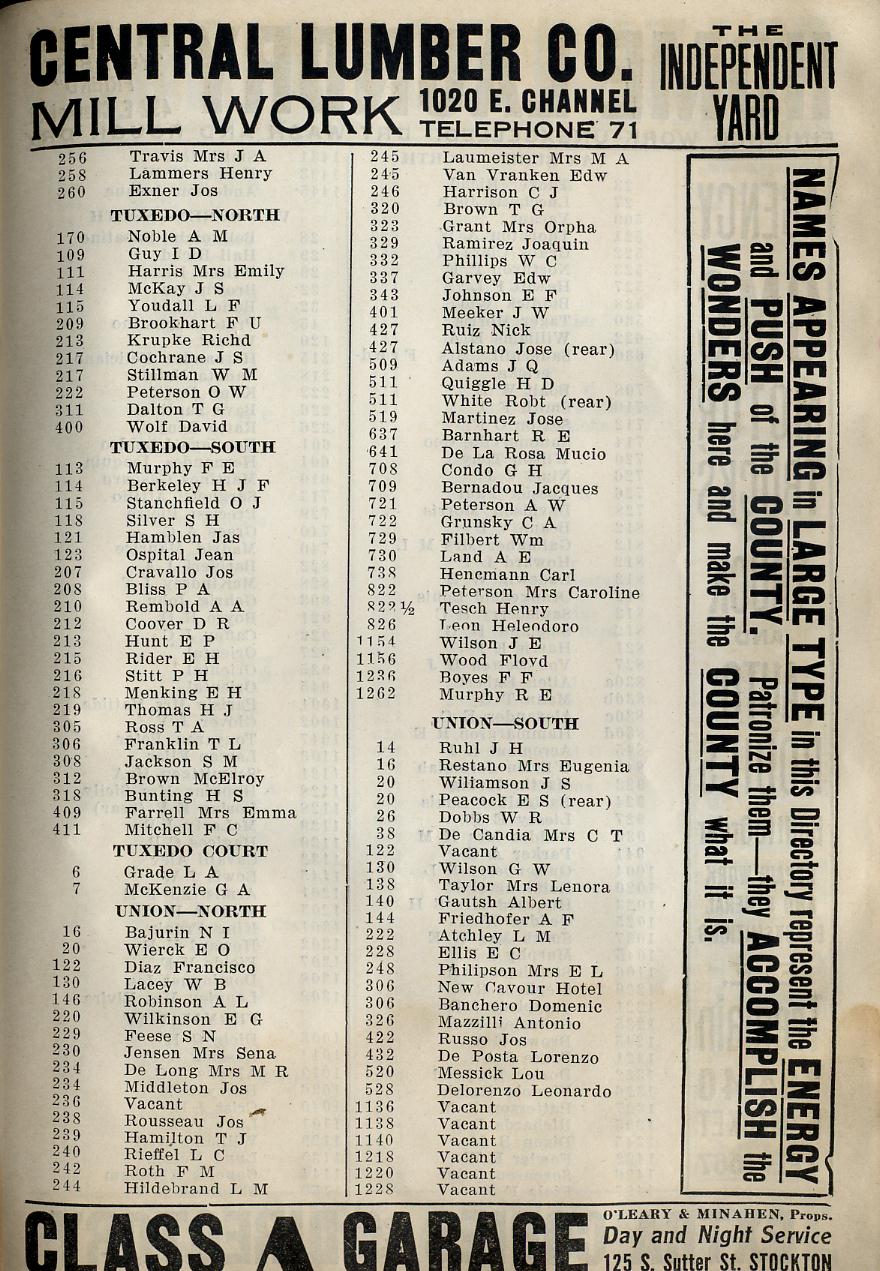 CENTRAL LUMBER CO.
MILL WORK
1020 E. CHANNEL
TELEPHONE 71
THE
INDEPENDENT
YARD
256 Travis Mrs J A
258 Lammers Henry
260 Exner Jos
TUXEDO—NORTH
170 Noble A M
109 Guy I D
111 Harris Mrs Emily
114 McKay J S
115 Youdall L F
209 Brookhart F U
213 Krupke Richd
217 Cochrane J S
217 Stillman W M
222 Peterson O W
311 Dalton T G
400 Wolf David
TUXEDO—SOUTH
113 Murphy F E
114 Berkeley H J F
115 Stanchfield O J
118 Silver S H
121 Hamblen Jas
123 Ospital Jean
207 Cravallo Jos
208 Bliss P A
210 Rembold A A
212 Coover D R
213 Hunt E P
215 Rider E H
216 Stitt P H
218 Menking E H
219 Thomas H J
305 Ross T A
306 Franklin T L
308 Jackson S M
312 Brown McElroy
318 Bunting H S
409 Farrell Mrs Emma
411 Mitchell F C
TUXEDO COURT
6 Grade L A
7 McKenzie G A
UNION—NORTH
16 Bajurin N I
20 Wierck E O
122 Diaz Francisco
130 Lacey W B
146 Robinson A L
220 Wilkinson E G
229 Feese S N
230 Jensen Mrs Sena
234 De Long Mrs M R
234 Middleton Jos
236 Vacant
238 Rousseau Jos
239 Hamilton T J
240 Rieffel L C
242 Roth F M
244 Hildebrand L M
245 Laumeister Mrs M A
245 Van Vranken Edw
246 Harrison C J
320 Brown T G
323 Grant Mrs Orpha
329 Ramirez Joaquin
332 Phillips W C
337 Garvey Edw
343 Johnson E F
401 Meeker J W
427 Ruiz Nick
427 Alstano Jose (rear)
509 Adams J Q
511 Quiggle H D
511 White Robt (rear)
519 Martinez Jose
637 Barnhart R E
641 De La Rosa Mucio
708 Condo G H
709 Bernadou Jacques
721 Peterson A W
722 Grunsky C A
729 Filbert Wm
730 Land A E
738 Hencmann Carl
822 Peterson Mrs Caroline
822½ Tesch Henry
826 Leon Helendoro
1154 Wilson J E
1156 Wood Floyd
1236 Boyes F F
1262 Murphy R E
UNION—SOUTH
14 Ruhl J H
16 Restano Mrs Eugenia
20 Wiliamson J S
20 Peacock E S (rear)
26 Dobbs W R
38 De Candia Mrs C T
122 Vacant
130 Wilson G W
138 Taylor Mrs Lenora
140 Gautsh Albert
144 Friedhofer A F
222 Atchley L M
228 Ellis E C
248 Philipson Mrs E L
306 New Cavour Hotel
306 Banchero Domenic
326 Mazzilli Antonio
422 Russo Jos
432 De Posta Lorenzo
520 Messick Lou
528 Delorenzo Leonardo
1136 Vacant
1138 Vacant
1140 Vacant
1218 Vacant
1220 Vacant
1228 Vacant
NAMES APPEARING in LARGE TYPE in this Directory represent the ENERGY
and PUSH of the COUNTY. Patronize them—they ACCOMPLISH the
WONDERS here and make the COUNTY what it is.
CLASS A GARAGE
O'LEARY & MINAHEN, Props.
Day and Night Service
125 S. Sutter St. STOCKTON